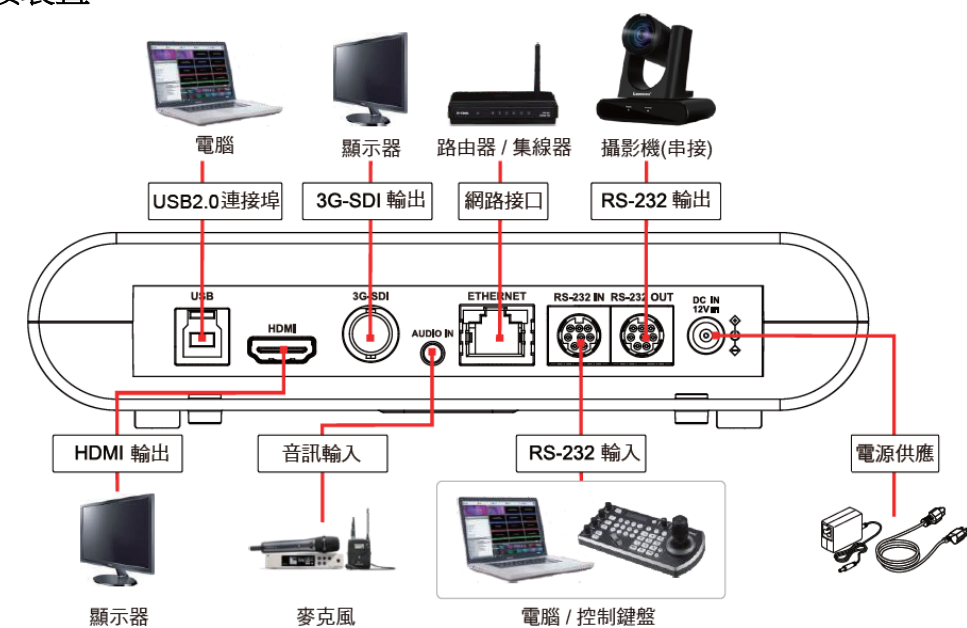 電腦
顯示器
路由器 / 集線器
攝影機(串接)
USB2.0連接埠
3G-SDI 輸出
網路接口
RS-232 輸出
USB
HDMI
3G-SDI
AUDIO IN
ETHERNET
RS-232 IN
RS-232 OUT
DC IN
12V
HDMI 輸出
音訊輸入
RS-232 輸入
電源供應
顯示器
麥克風
電腦 / 控制鍵盤